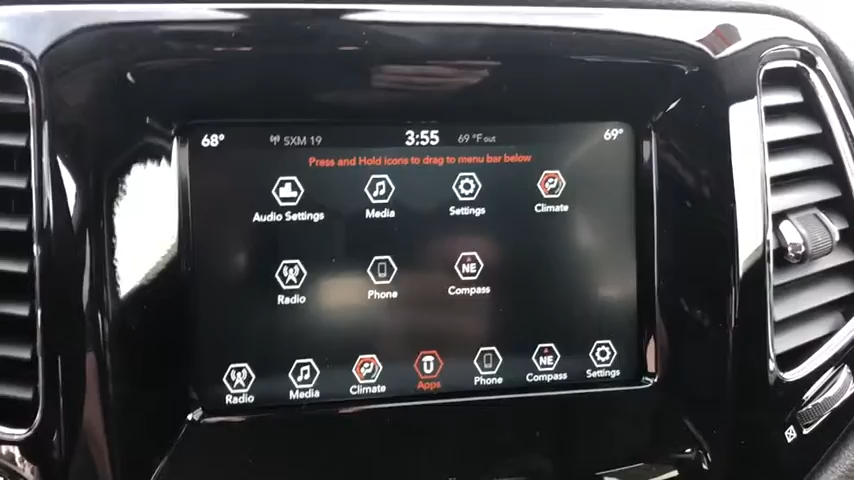 68° SXM 19 3:55 69 °F out 69°
Press and Hold icons to drag to menu bar below
Audio Settings Media Settings Climate
NE
Radio Phone Compass
NE
Radio Media Climate Apps Phone Compass Settings